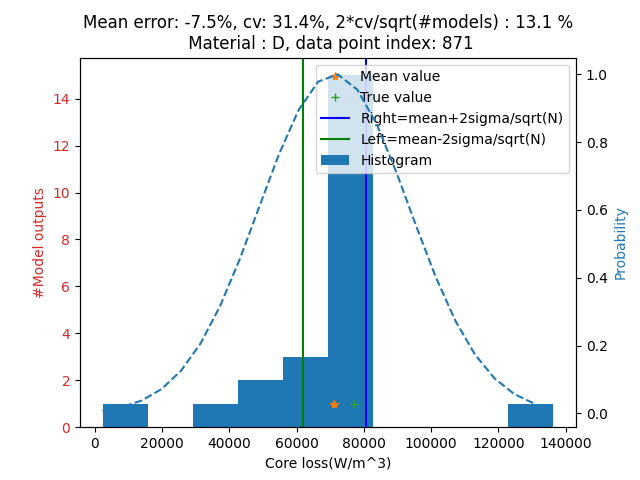 Mean error: -7.5%, cv: 31.4%, 2*cv/sqrt(#models) : 13.1 %
Material : D, data point index: 871
Mean value
True value
Right=mean+2sigma/sqrt(N)
Left=mean-2sigma/sqrt(N)
Histogram
#Model outputs
14
12
10
8
6
4
2
0
1.0
0.8
0.6
0.4
0.2
0.0
Probability
0 20000 40000 60000 80000 100000 120000 140000
Core loss(W/m^3)